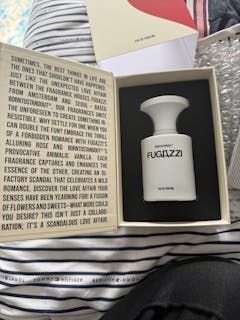 SOMETIMES, THE BEST THINGS IN LIFE ARE
THE ONES THAT SHOULDN'T HAVE HAPPENED.
JUST LIKE THE UNEXPECTED LOVE AFFAIR
BETWEEN THE FRAGRANCE HOUSES FUGAZZI
FROM AMSTERDAM AND SEOUL - BASED
BORNTOSTANDOUT®. OUR FRAGRANCES UNITE
THE UNFORESEEN TO CREATE SOMETHING SO
RESISTIBLE. WHY SETTLE FOR ONE WHEN YOU
CAN DOUBLE THE FUN? EMBRACE THE THRILL
OF A FORBIDDEN ROMANCE WITH FUGAZZI'S
ALLURING ROSE AND BORNTOSTANDOUT®'S
PROVOCATIVE ANIMALIC VANILLA. EACH
FRAGRANCE CAPTURES AND ENHANCES THE
ESSENCE OF THE OTHER, CREATING AN OL-
FACTORY SCANDAL THAT CELEBRATES A WILD
ROMANCE. DISCOVER THE LOVE AFFAIR YOUR
SENSES HAVE BEEN YEARNING FOR! A FUSION
OF FLOWERS AND SWEETS—WHAT MORE COULD
YOU DESIRE? THIS ISN'T JUST A COLLAB-
RATION; IT'S A SCANDALOUS LOVE AFFAIR.
EAU DE PARFUM
BORNTOSTANDOUT®
FUGAZZI
EAU DE PARFUM
TOMMY HILFIGER